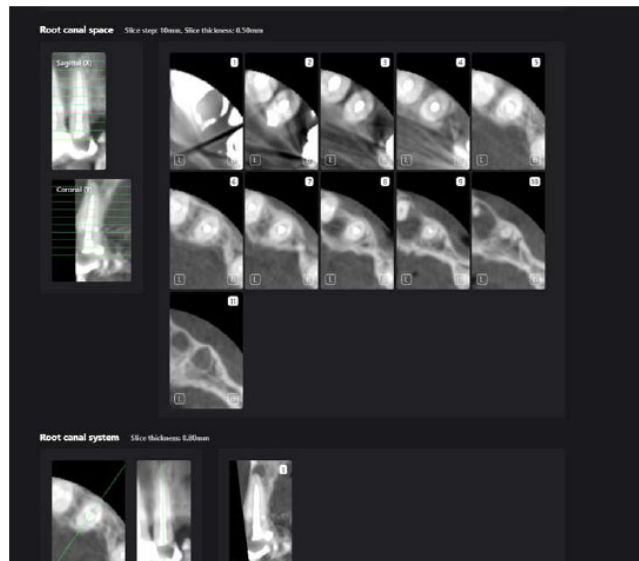 Root canal space Slice step: 10mm, Slice thickness: 0.50mm
Sagittal (X)
1 2 3 4 5
L L L L L
Coronal (Y)
6 7 8 9 10
L L L L L
11
L
Root canal system Slice thickness: 0.80mm
1